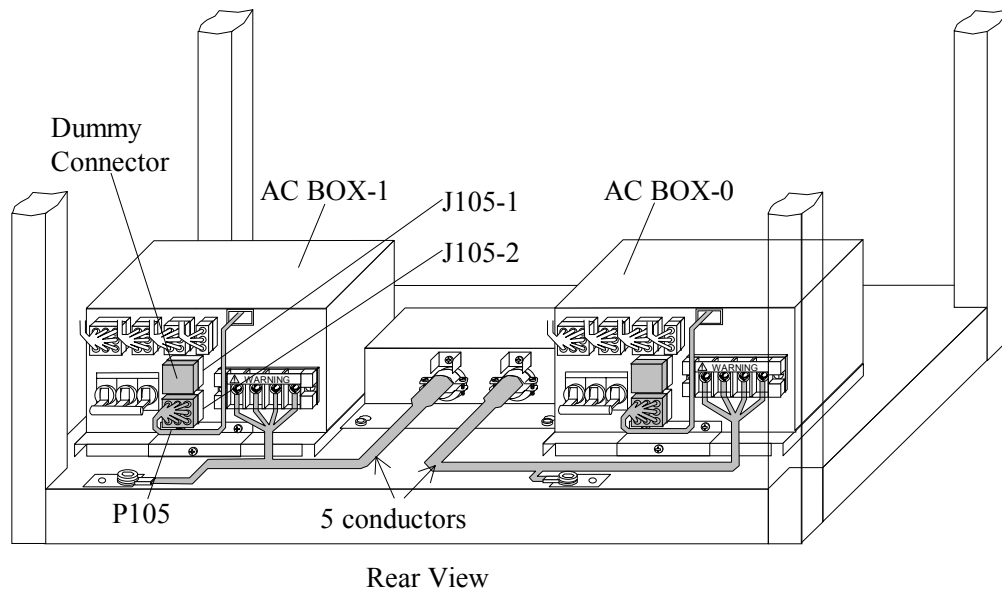 Dummy
Connector
AC BOX-1
J105-1
AC BOX-0
J105-2
WARNING
WARNING
P105
5 conductors
Rear View